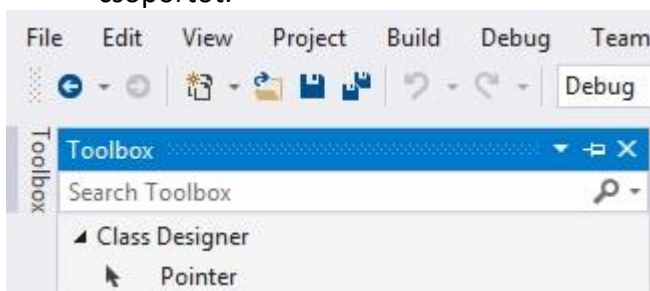 csoportot.
File Edit View Project Build Debug Team
Debug
Toolbox
Toolbox
Search Toolbox
Class Designer
Pointer